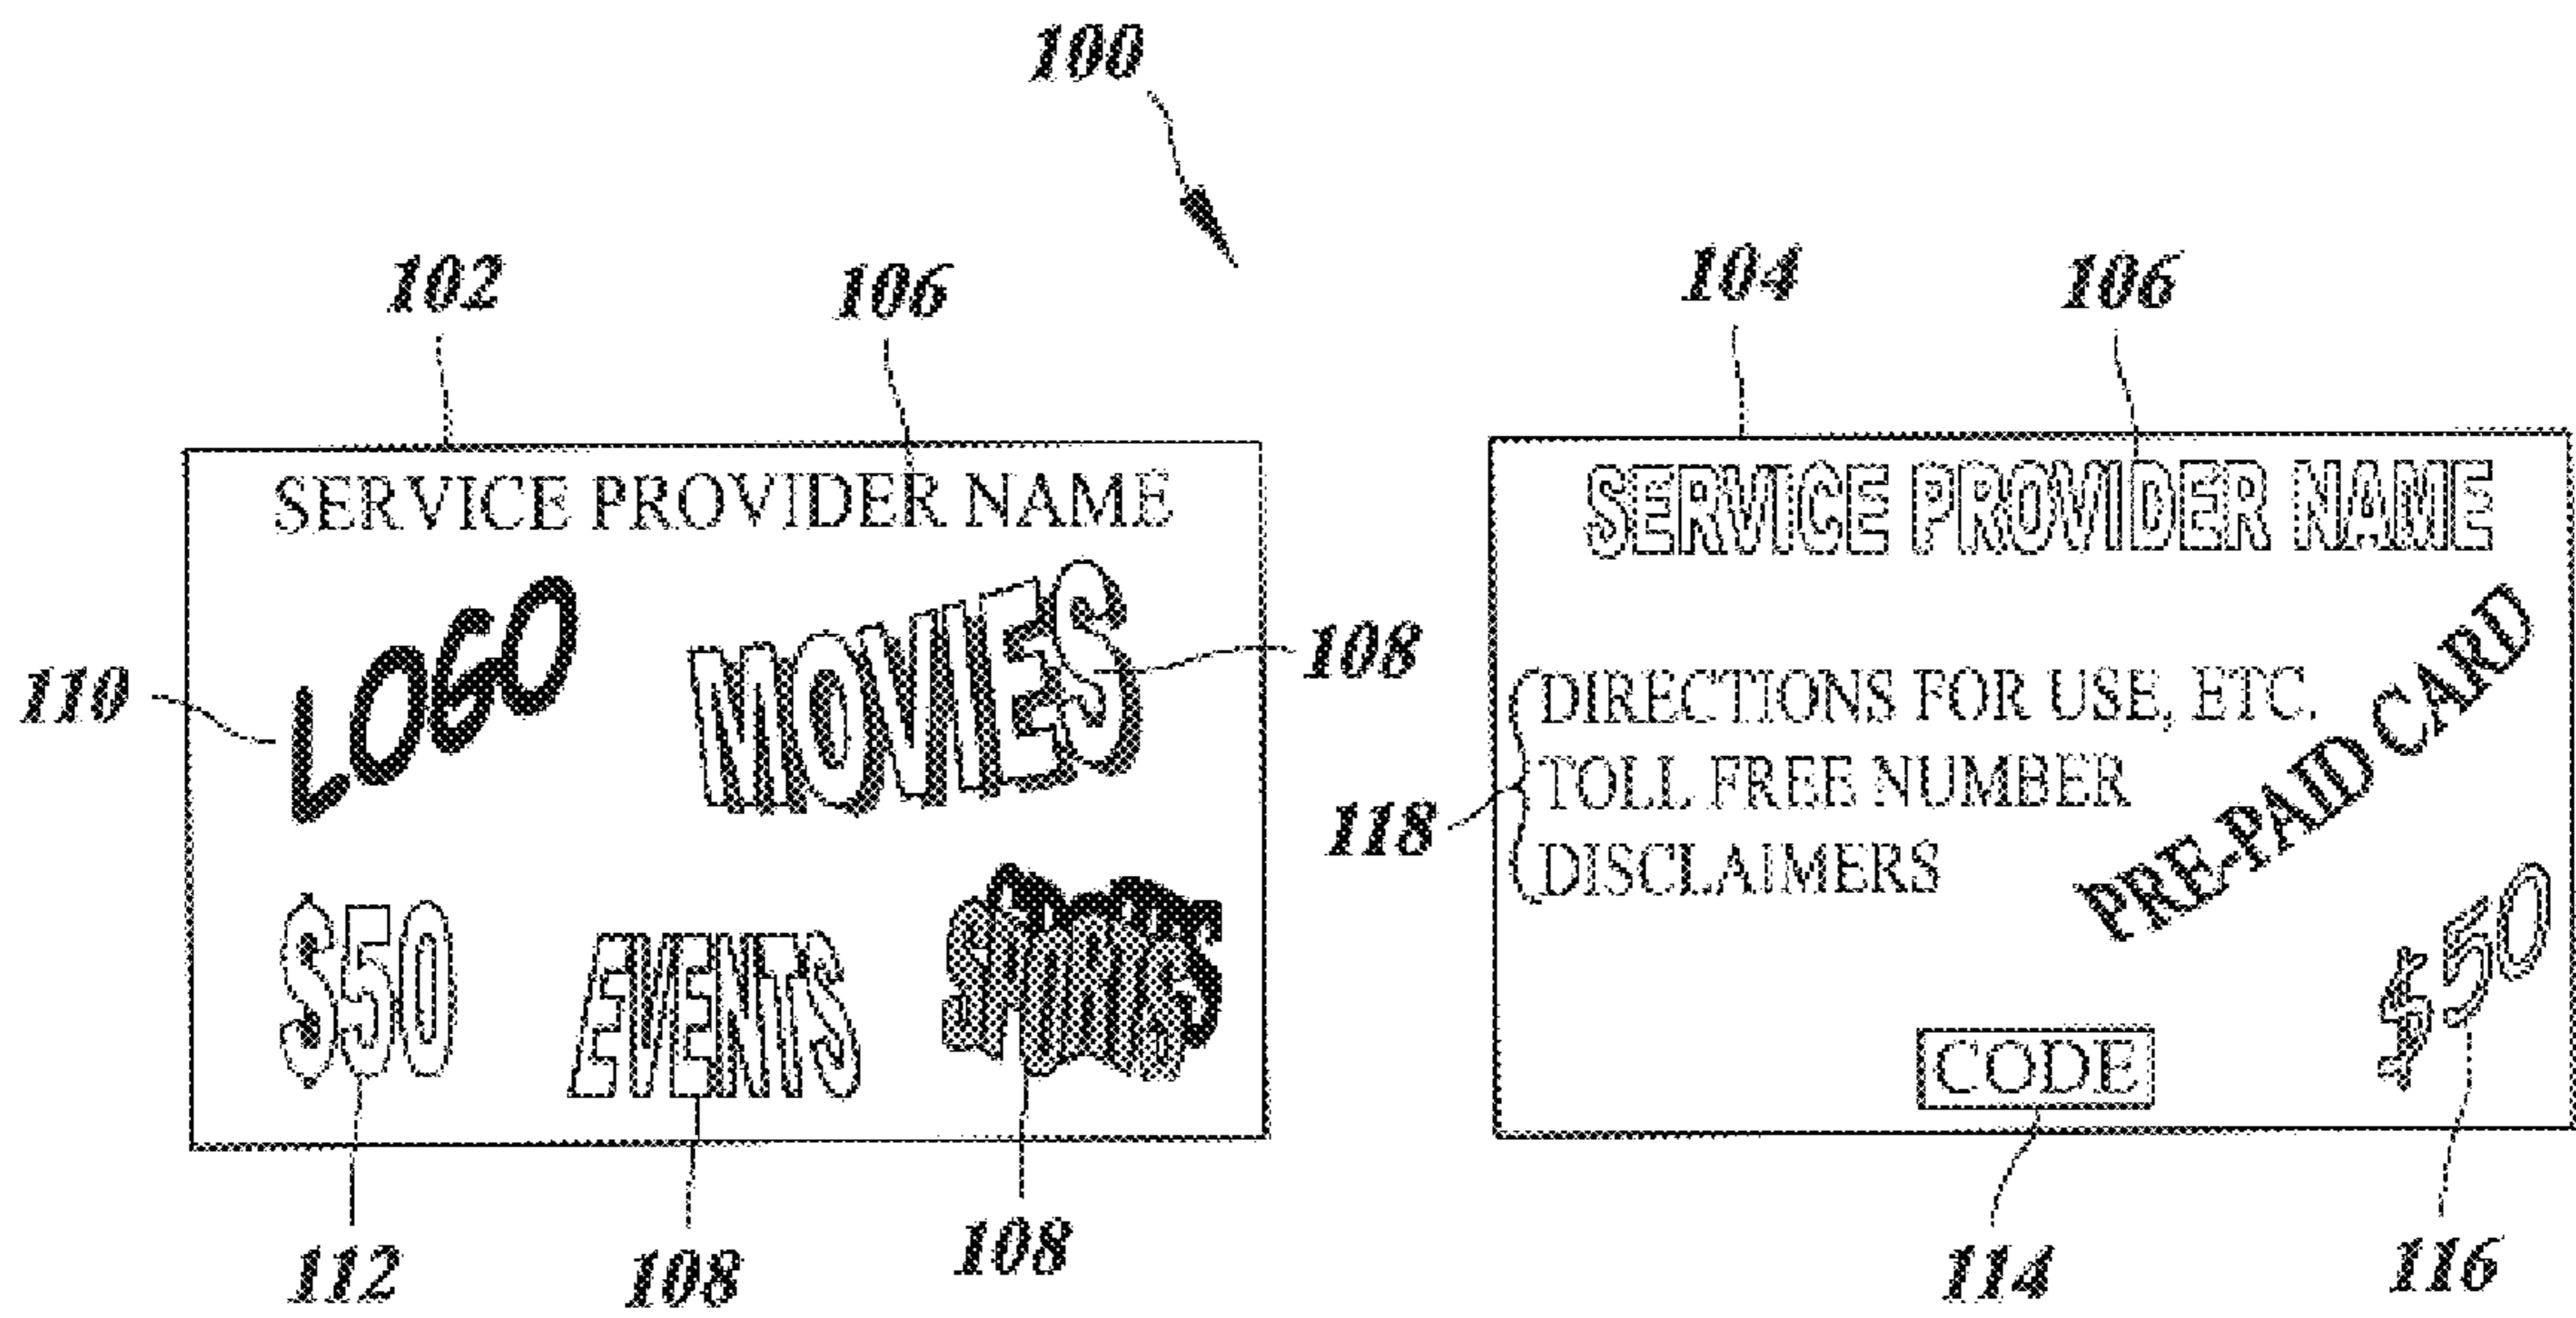 100
102
106
SERVICE PROVIDER NAME
110
LOGO
MOVIES
108
$50
EVENTS
SPORTS
112
108
108
104
106
SERVICE PROVIDER NAME
118
DIRECTIONS FOR USE, ETC.
TOLL FREE NUMBER
DISCLAIMERS
PRE-PAID CARD
$50
CODE
114
116